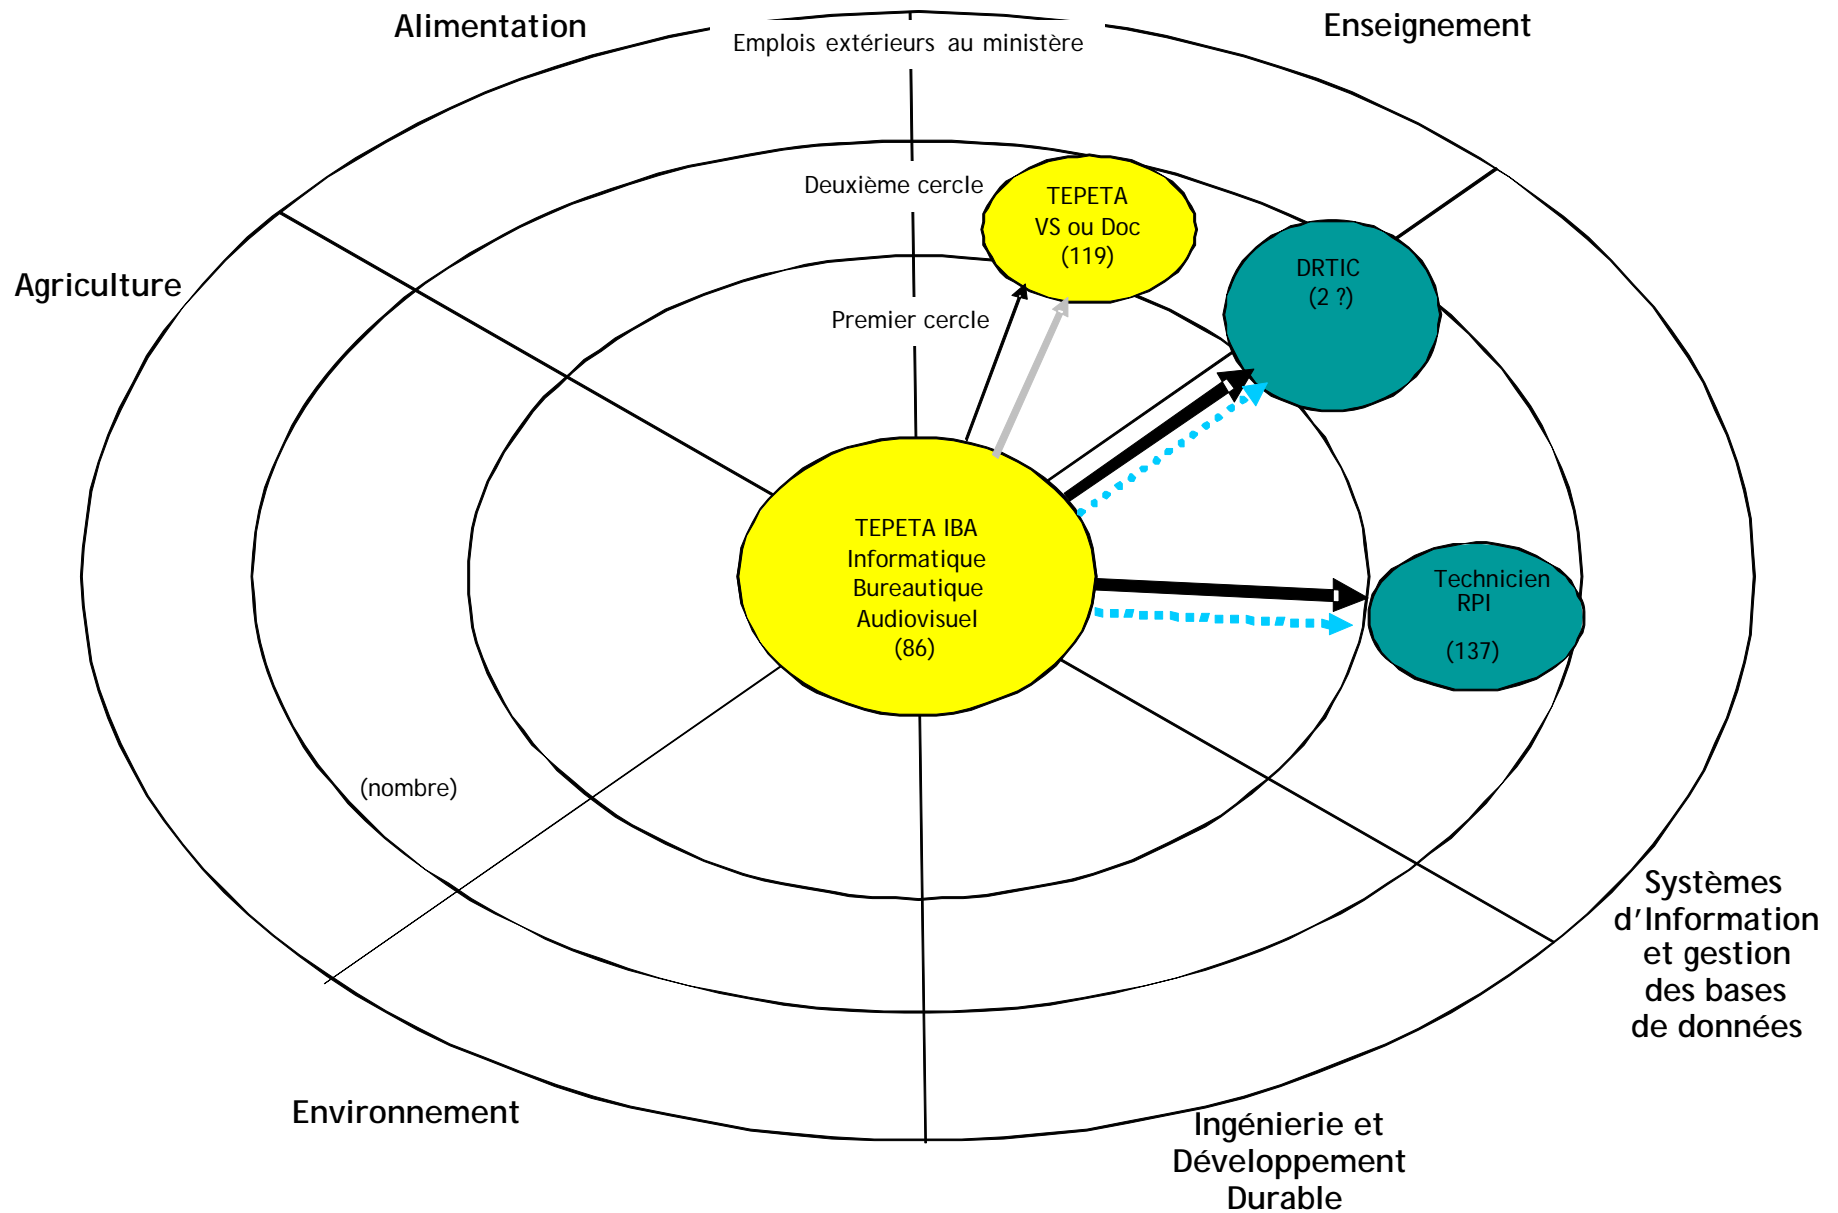 Alimentation
Enseignement
Emplois extérieurs au ministère
Deuxième cercle
TEPETA
VS ou Doc
(119)
DRTIC
(2 ?)
Agriculture
Premier cercle
TEPETA IBA
Informatique
Bureautique
Audiovisuel
(86)
Technicien
RPI
(137)
(nombre)
Systèmes
d’Information
et gestion
des bases
de données
Environnement
Ingénierie et
Développement
Durable